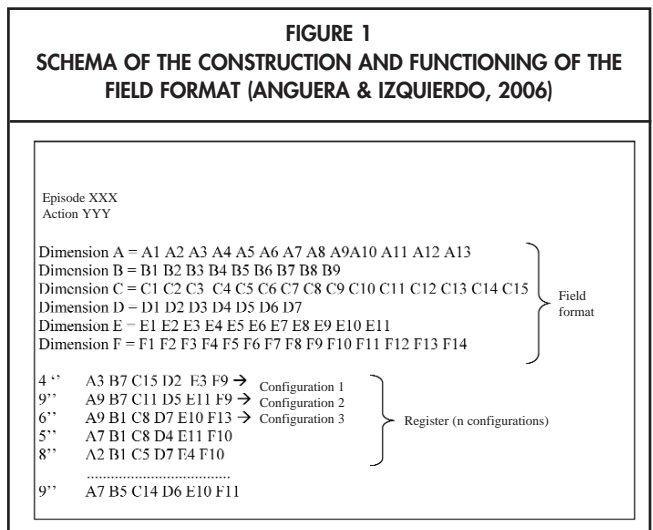 FIGURE 1
SCHEMA OF THE CONSTRUCTION AND FUNCTIONING OF THE
FIELD FORMAT (ANGUERA & IZQUIERDO, 2006)
Episode XXX
Action YYY
Dimension A = A1 A2 A3 A4 A5 A6 A7 A8 A9A10 A11 A12 A13
Dimension B = B1 B2 B3 B4 B5 B6 B7 B8 B9
Dimension C = C1 C2 C3 C4 C5 C6 C7 C8 C9 C10 C11 C12 C13 C14 C15
Dimension D = D1 D2 D3 D4 D5 D6 D7
Dimension E = E1 E2 E3 E4 E5 E6 E7 E8 E9 E10 E11
Dimension F = F1 F2 F3 F4 F5 F6 F7 F8 F9 F10 F11 F12 F13 F14
Field
format
4 ‘’ A3 B7 C15 D2 E3 F9 → Configuration 1
9’’ A9 B7 C11 D5 E11 F9 → Configuration 2
6’’ A9 B1 C8 D7 E10 F13 → Configuration 3
Register (n configurations)
5’’ A7 B1 C8 D4 E11 F10
8’’ A2 B1 C5 D7 E4 F10
....................................
9’’ A7 B5 C14 D6 E10 F11